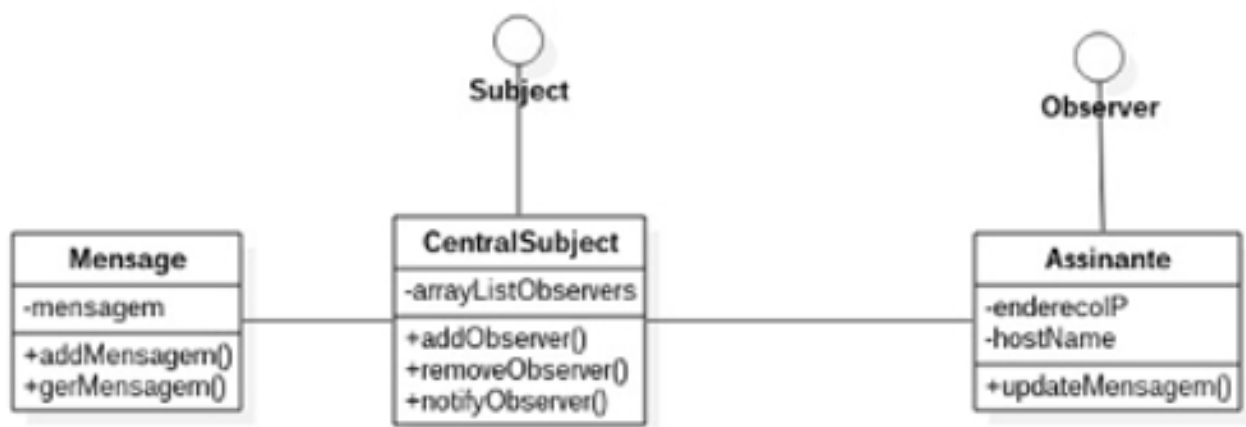 Subject
Observer
Mensage
-mensagem
+addMensagem()
+gerMensagem()
CentralSubject
-arrayListObservers
+addObserver()
+removeObserver()
+notifyObserver()
Assinante
-enderecoIP
-hostName
+updateMensagem()